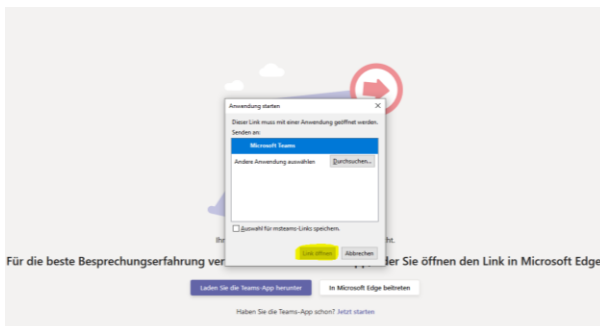 Anwendung starten
Dieser Link muss mit einer Anwendung geöffnet werden.
Senden an:
Microsoft Teams
Andere Anwendung auswählen
Durchsuchen...
Auswahl für msteams-Links speichern.
Ihr
ht.
Link öffnen
Abbrechen
Für die beste Besprechungserfahrung ver der Sie öffnen den Link in Microsoft Edge
Laden Sie die Teams-App herunter
In Microsoft Edge beitreten
Haben Sie die Teams-App schon? Jetzt starten